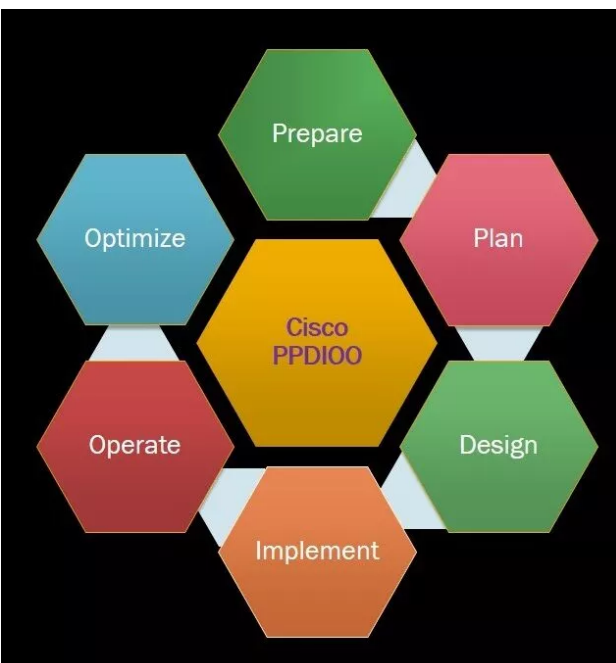 Prepare
Plan
Design
Implement
Operate
Optimize
Cisco
PPDIOO